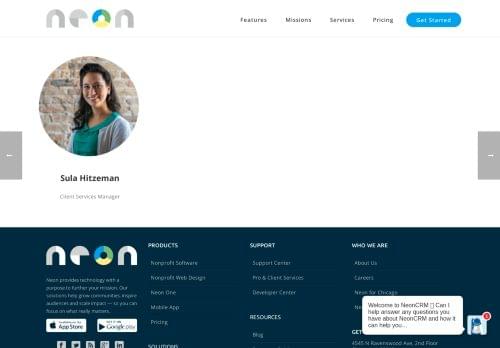 neon
Features Missions Services Pricing Get Started
←
→
Sula Hitzeman
Client Services Manager
neon
Neon provides technology with a
purpose to further your mission. Our
solutions help grow communities, inspire
audiences and scale impact — so you
can focus on what really matters.
Available on the
App Store
Google play
PRODUCTS
Nonprofit Software
Nonprofit Web Design
Neon One
Mobile App
Pricing
SOLUTIONS
SUPPORT
Support Center
Pro & Client Services
Developer Center
RESOURCES
Blog
WHO WE ARE
About Us
Careers
Neon for Chicago
GET
4545 N Ravenswood Ave, 2nd Floor
Welcome to NeonCRM Can I
help answer any questions you
have about NeonCRM and how it
can help you...
1